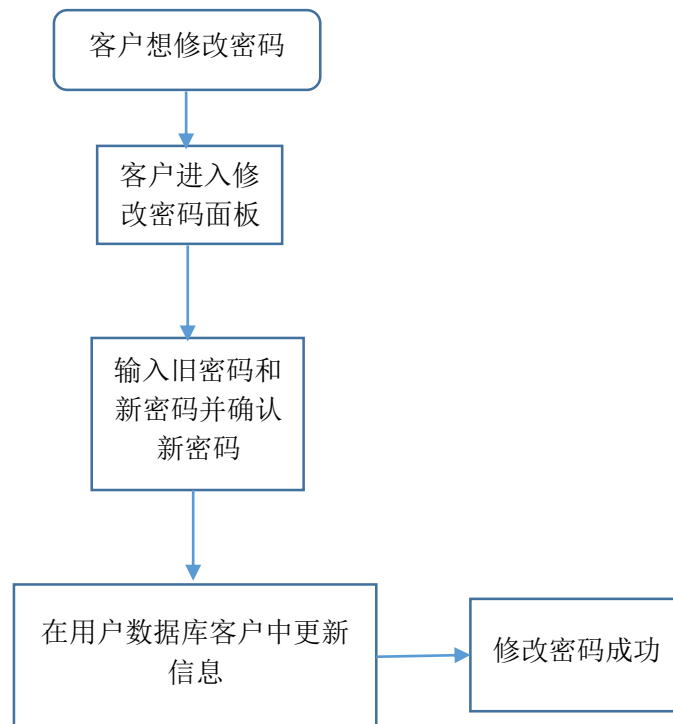 客户想修改密码
客户进入修
改密码面板
输入旧密码和
新密码并确认
新密码
在用户数据库客户中更新
信息
修改密码成功